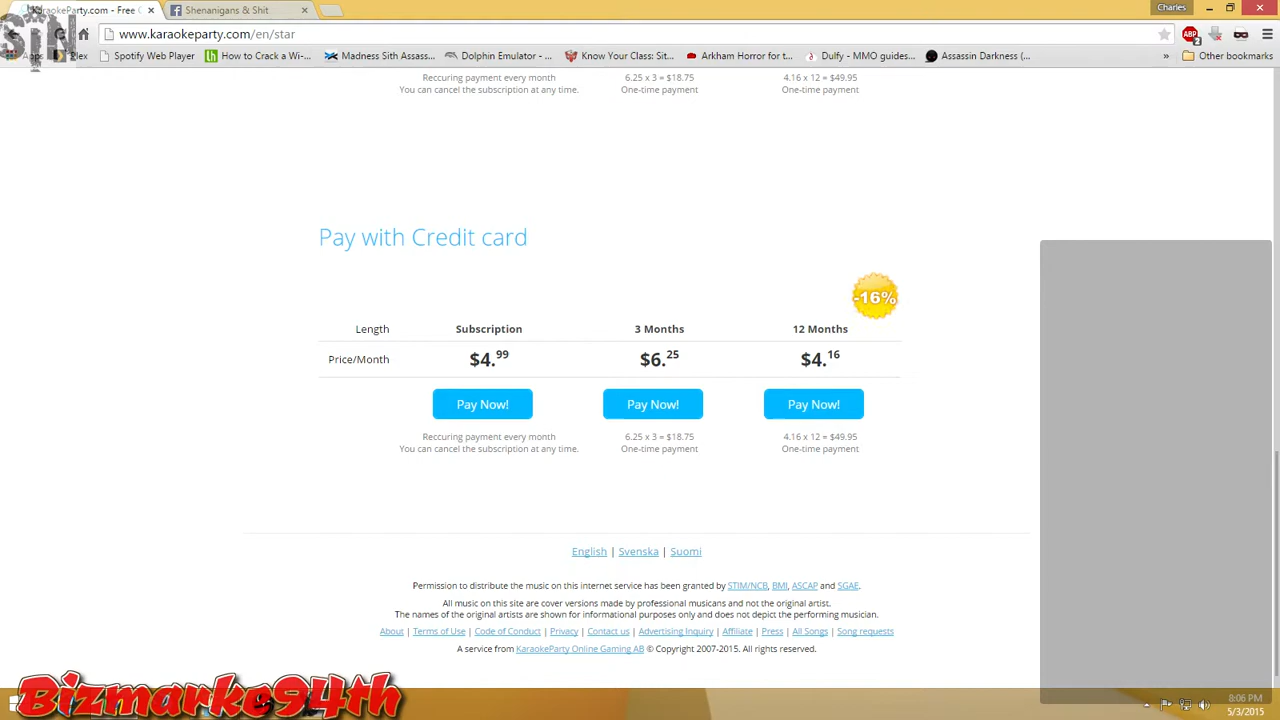 KaraokeParty.com - Free
Shenanigans & Shit
Charles
STN
www.karaokeparty.com/en/star
ABP
2
Apps
Plex
Spotify Web Player
How to Crack a Wi-...
Madness Sith Assass...
Dolphin Emulator - ...
Know Your Class: Sit...
Arkham Horror for t...
Dulfy - MMO guides...
Assassin Darkness (...
»
Other bookmarks
Reccuring payment every month
You can cancel the subscription at any time.
6.25 x 3 = $18.75
One-time payment
4.16 x 12 = $49.95
One-time payment
Pay with Credit card
-16%
Length Subscription 3 Months 12 Months
Price/Month $4.99 $6.25 $4.16
Pay Now! Pay Now! Pay Now!
Reccuring payment every month
You can cancel the subscription at any time.
6.25 x 3 = $18.75
One-time payment
4.16 x 12 = $49.95
One-time payment
English | Svenska | Suomi
Permission to distribute the music on this internet service has been granted by STIM/NCB, BMI, ASCAP and SGAE.
All music on this site are cover versions made by professional musicans and not the original artist.
The names of the original artists are shown for informational purposes only and does not depict the performing musician.
About | Terms of Use | Code of Conduct | Privacy | Contact us | Advertising Inquiry | Affiliate | Press | All Songs | Song requests
A service from KaraokeParty Online Gaming AB © Copyright 2007-2015. All rights reserved.
Bizmarke94th
8:06 PM
5/3/2015